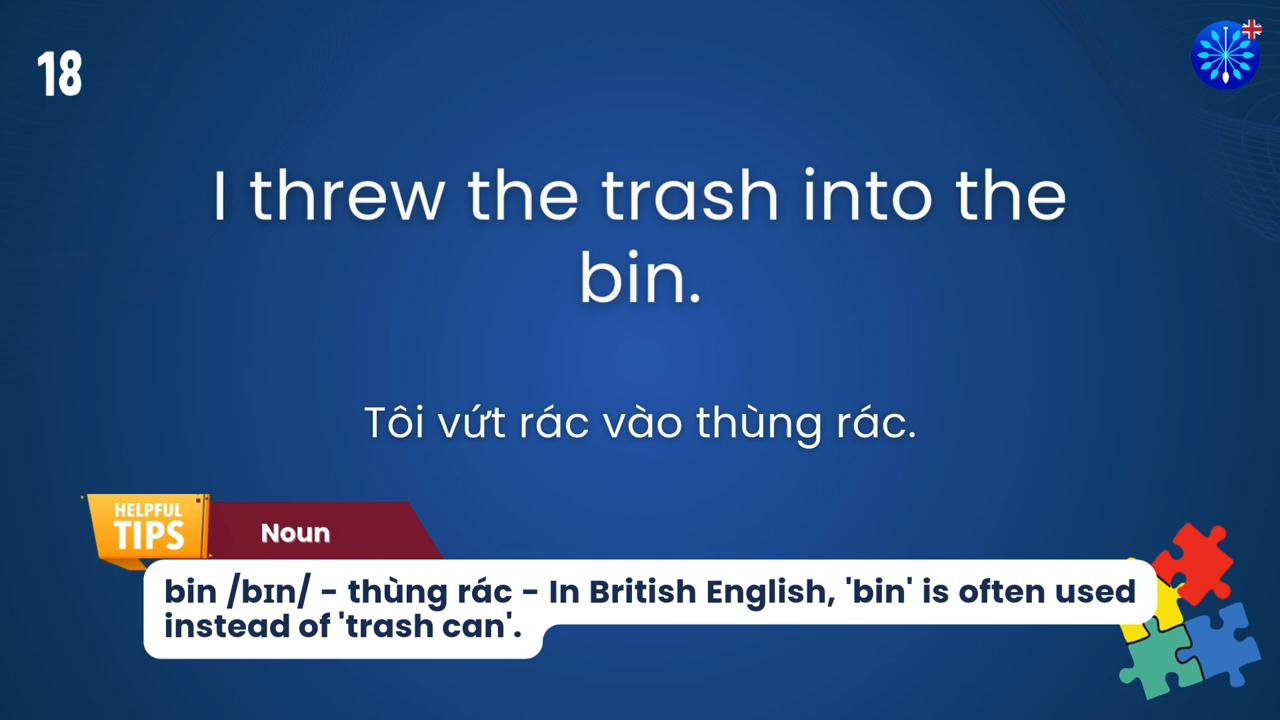 18
I threw the trash into the
bin.
Tôi vứt rác vào thùng rác.
HELPFUL
TIPS
Noun
bin /bɪn/ - thùng rác - In British English, 'bin' is often used
instead of 'trash can'.